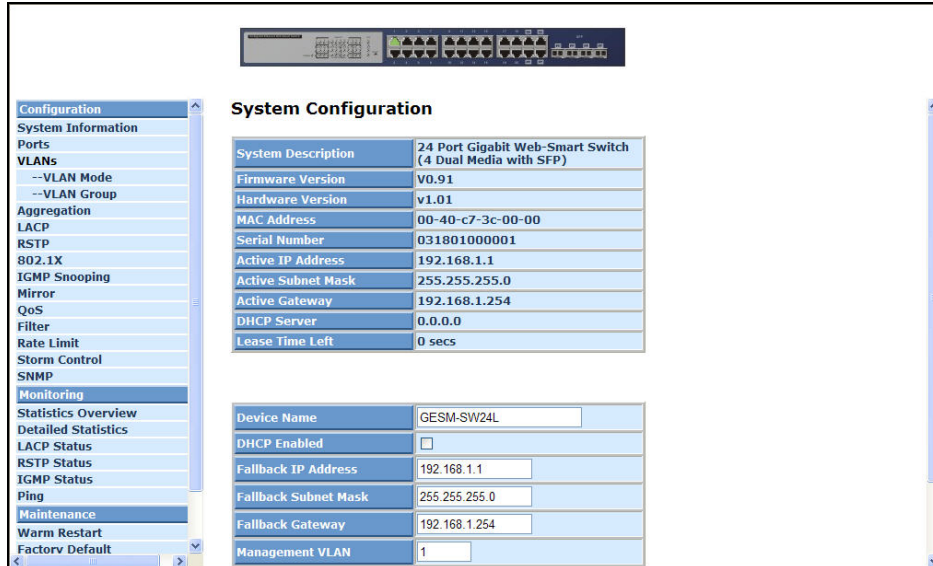 Configuration
System Information
Ports
VLANs
--VLAN Mode
--VLAN Group
Aggregation
LACP
RSTP
802.1X
IGMP Snooping
Mirror
QoS
Filter
Rate Limit
Storm Control
SNMP
Monitoring
Statistics Overview
Detailed Statistics
LACP Status
RSTP Status
IGMP Status
Ping
Maintenance
Warm Restart
Factory Default
System Configuration
System Description 24 Port Gigabit Web-Smart Switch (4 Dual Media with SFP)
Firmware Version V0.91
Hardware Version v1.01
MAC Address 00-40-c7-3c-00-00
Serial Number 031801000001
Active IP Address 192.168.1.1
Active Subnet Mask 255.255.255.0
Active Gateway 192.168.1.254
DHCP Server 0.0.0.0
Lease Time Left 0 secs
Device Name GESM-SW24L
DHCP Enabled
Fallback IP Address 192.168.1.1
Fallback Subnet Mask 255.255.255.0
Fallback Gateway 192.168.1.254
Management VLAN 1